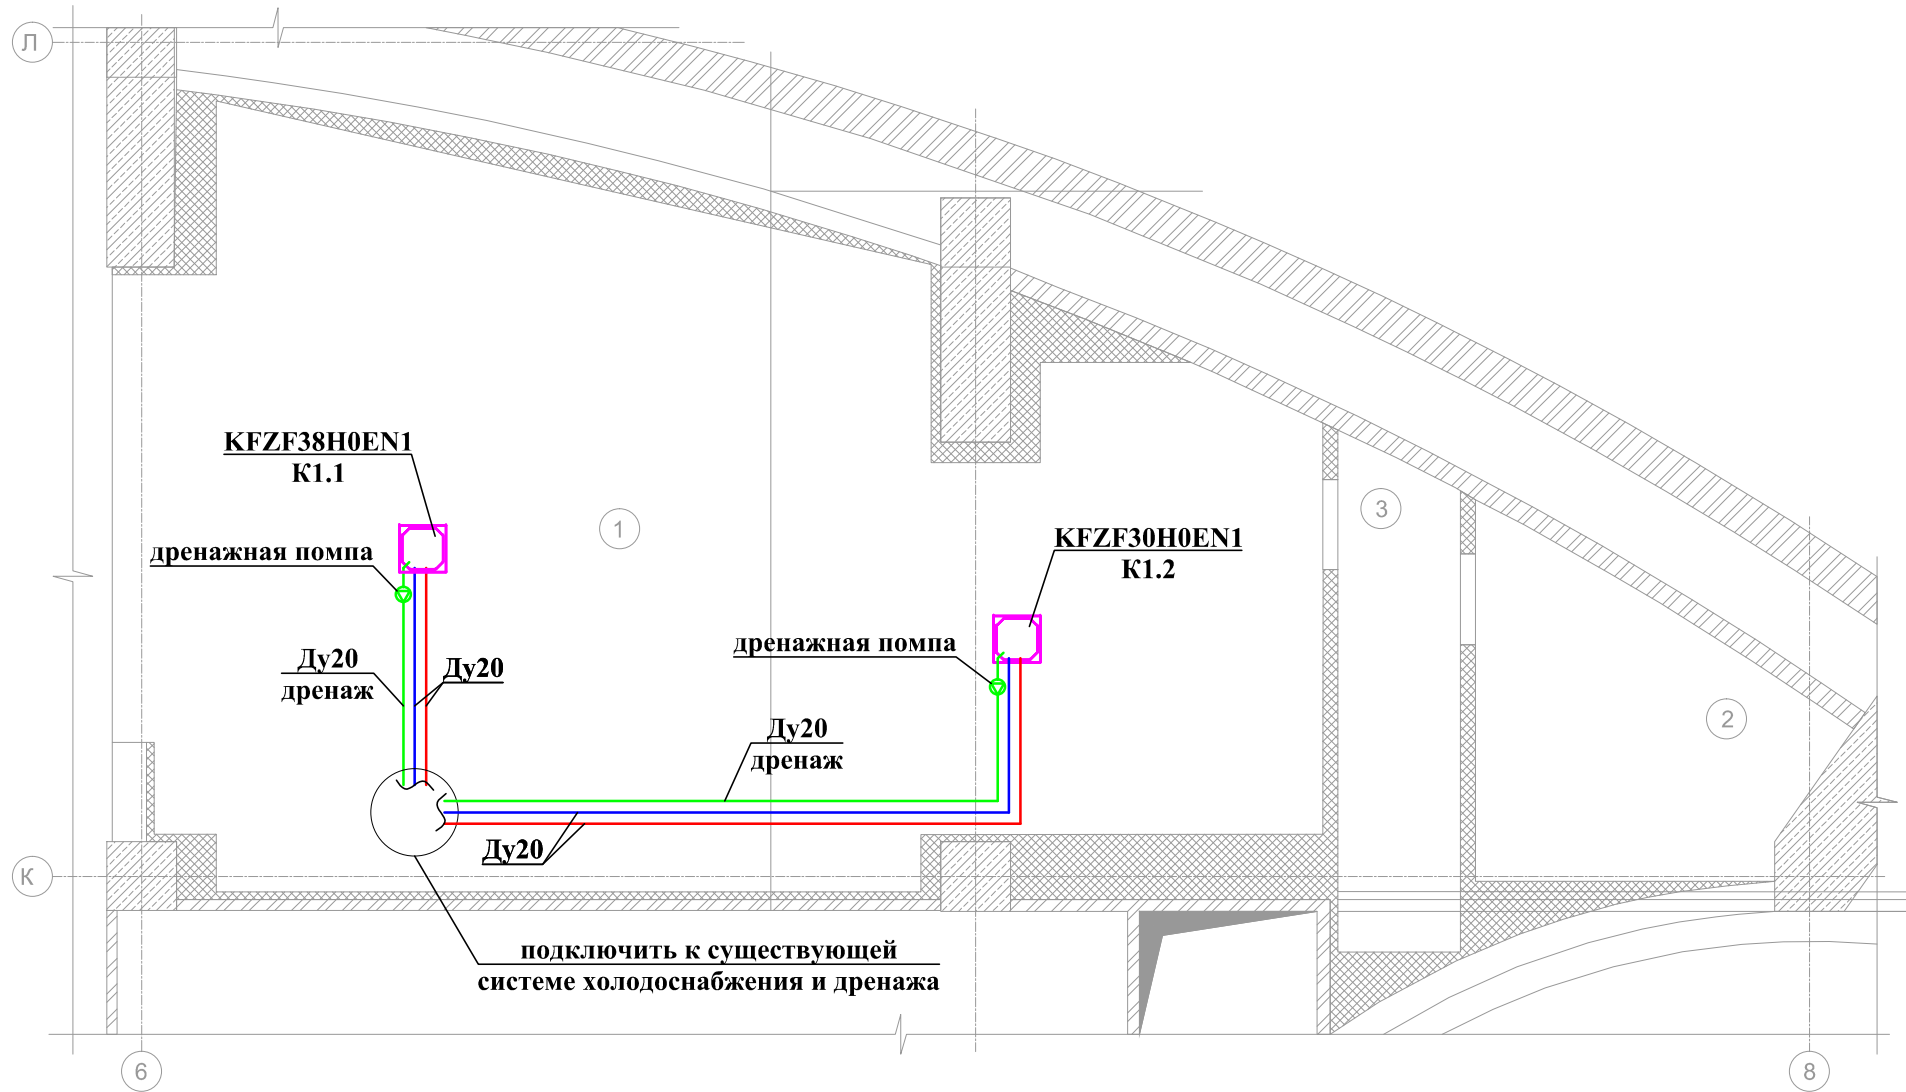 Л
KFZF38H0EN1
К1.1
1
3
дренажная помпа
KFZF30H0EN1
К1.2
дренажная помпа
Ду20
дренаж
Ду20
2
Ду20
дренаж
Ду20
К
подключить к существующей
системе холодоснабжения и дренажа
6
8